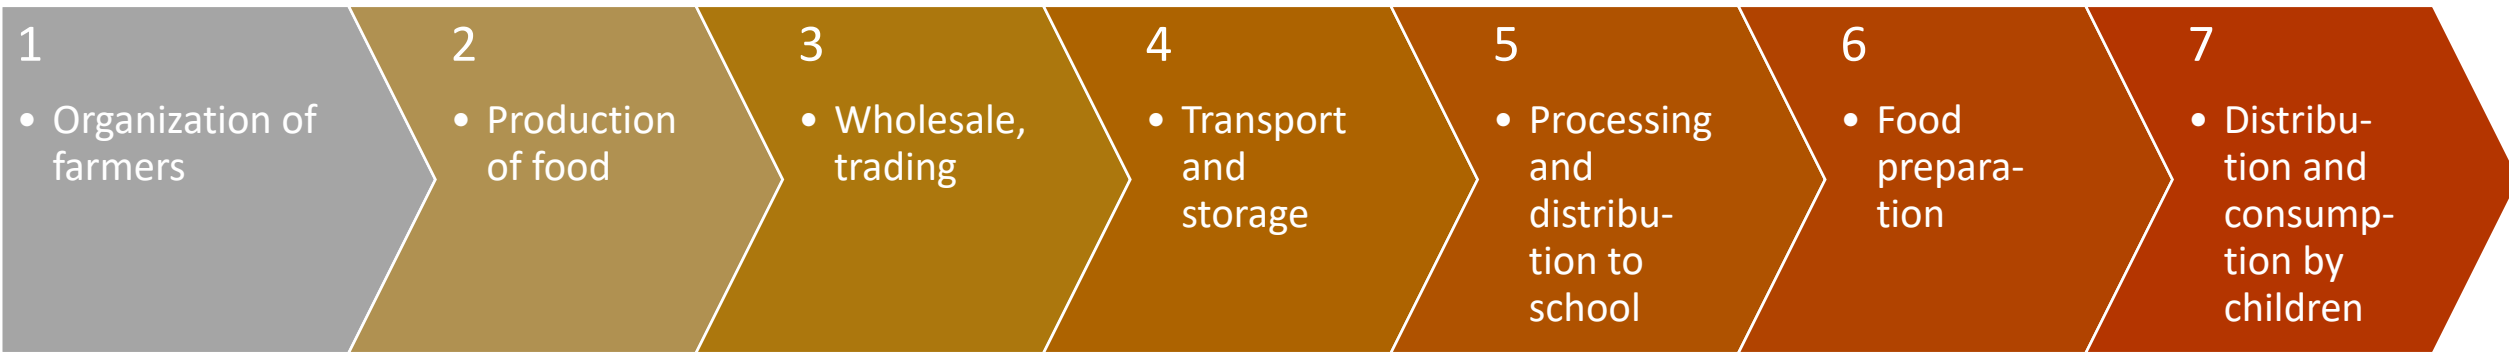 1
• Organization of
farmers
2
• Production
of food
3
• Wholesale,
trading
4
• Transport
and
storage
5
• Processing
and
distribu-
tion to
school
6
• Food
prepara-
tion
7
• Distribu-
tion and
consump-
tion by
children